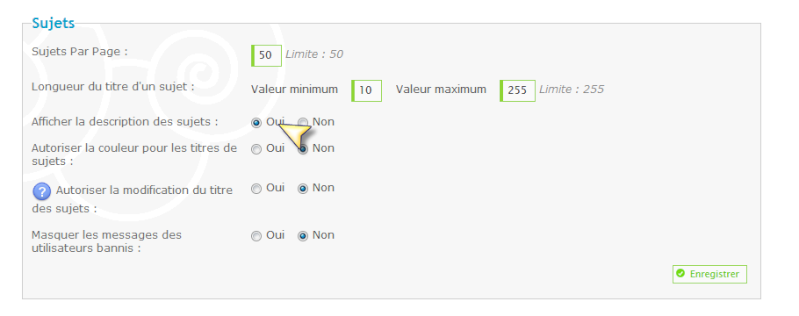 Sujets
Sujets Par Page : 50 Limite : 50
Longueur du titre d'un sujet : Valeur minimum 10 Valeur maximum 255 Limite : 255
Afficher la description des sujets : Oui Non
Autoriser la couleur pour les titres de Oui Non
sujets :
? Autoriser la modification du titre Oui Non
des sujets :
Masquer les messages des Oui Non
utilisateurs bannis :
Enregistrer